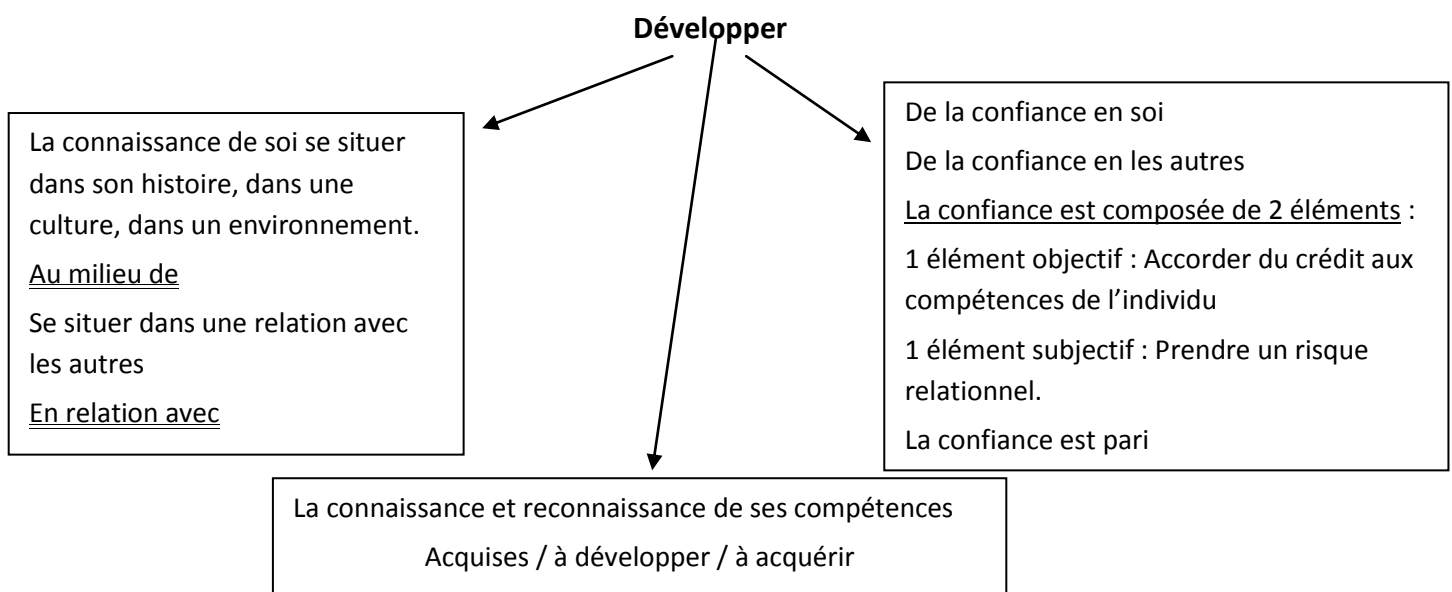 Développer
La connaissance de soi se situer
dans son histoire, dans une
culture, dans un environnement.
Au milieu de
Se situer dans une relation avec
les autres
En relation avec
De la confiance en soi
De la confiance en les autres
La confiance est composée de 2 éléments :
1 élément objectif : Accorder du crédit aux
compétences de l’individu
1 élément subjectif : Prendre un risque
relationnel.
La confiance est pari
La connaissance et reconnaissance de ses compétences
Acquises / à développer / à acquérir